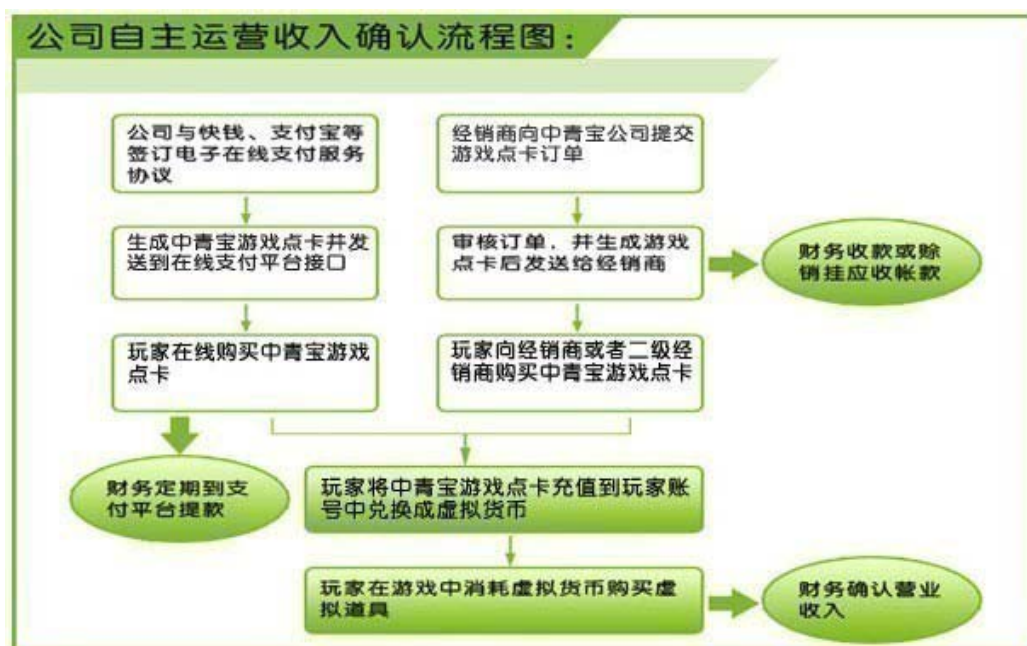 公司自主运营收入确认流程图：
公司与快钱、支付宝等
签订电子在线支付服务
协议
经销商向中青宝公司提交
游戏点卡订单
生成中青宝游戏点卡并发
送到在线支付平台接口
审核订单，并生成游戏
点卡后发送给经销商
财务收款或赊
销挂应收帐款
玩家在线购买中青宝游戏
点卡
玩家向经销商或者二级经
销商购买中青宝游戏点卡
财务定期到支
付平台提款
玩家将中青宝游戏点卡充值到玩家账
号中兑换成虚拟货币
玩家在游戏中消耗虚拟货币购买虚
拟道具
财务确认营业
收入